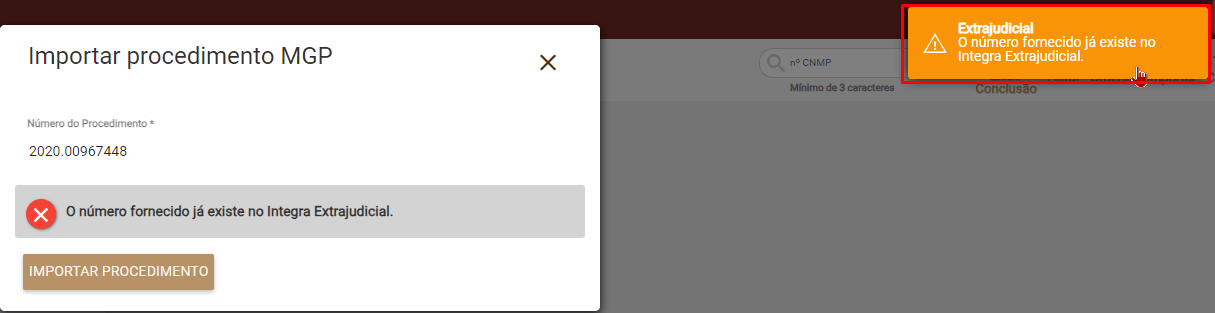 Importar procedimento MGP
Número do Procedimento *
2020.00967448
O número fornecido já existe no Integra Extrajudicial.
IMPORTAR PROCEDIMENTO
nº CNMP
Mínimo de 3 caracteres
Extrajudicial
O número fornecido já existe no
Integra Extrajudicial.
Conclusão